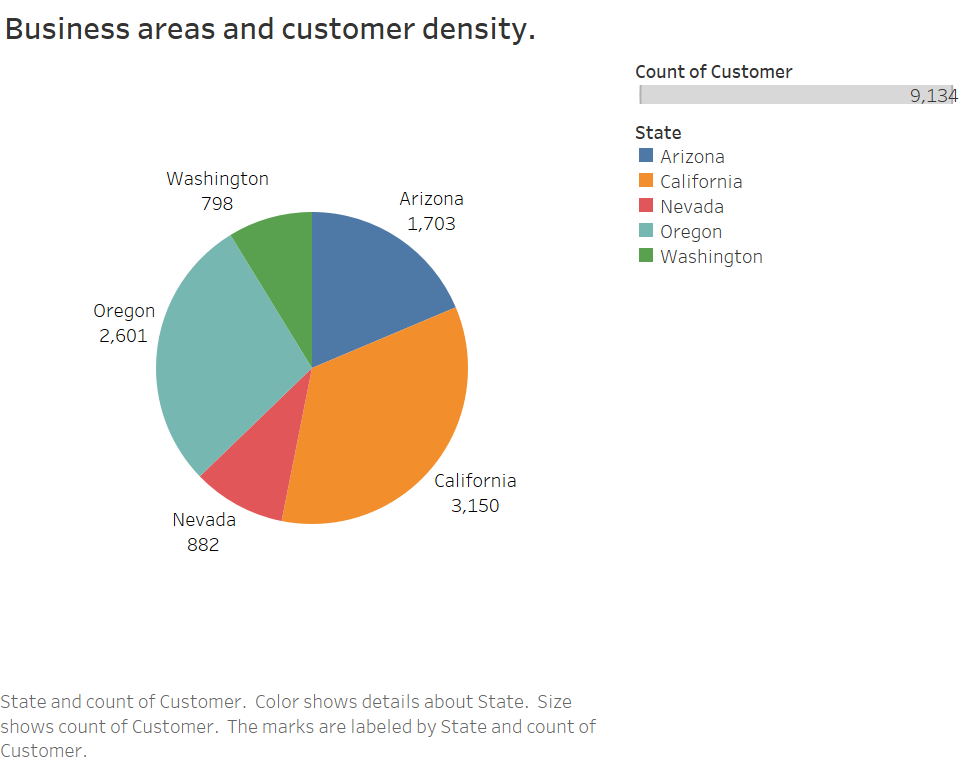 Business areas and customer density.
Count of Customer
9,134
State
Arizona
California
Nevada
Oregon
Washington
Washington
798
Arizona
1,703
Oregon
2,601
California
3,150
Nevada
882
State and count of Customer.  Color shows details about State.  Size
shows count of Customer.  The marks are labeled by State and count of
Customer.